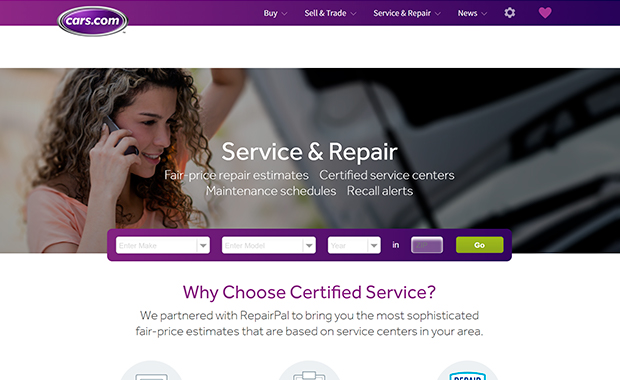 cars.com
Buy Sell & Trade Service & Repair News
Service & Repair
Fair-price repair estimates Certified service centers
Maintenance schedules Recall alerts
Enter Make Enter Model Year in Go
Why Choose Certified Service?
We partnered with RepairPal to bring you the most sophisticated
fair-price estimates that are based on service centers in your area.
REPAIR